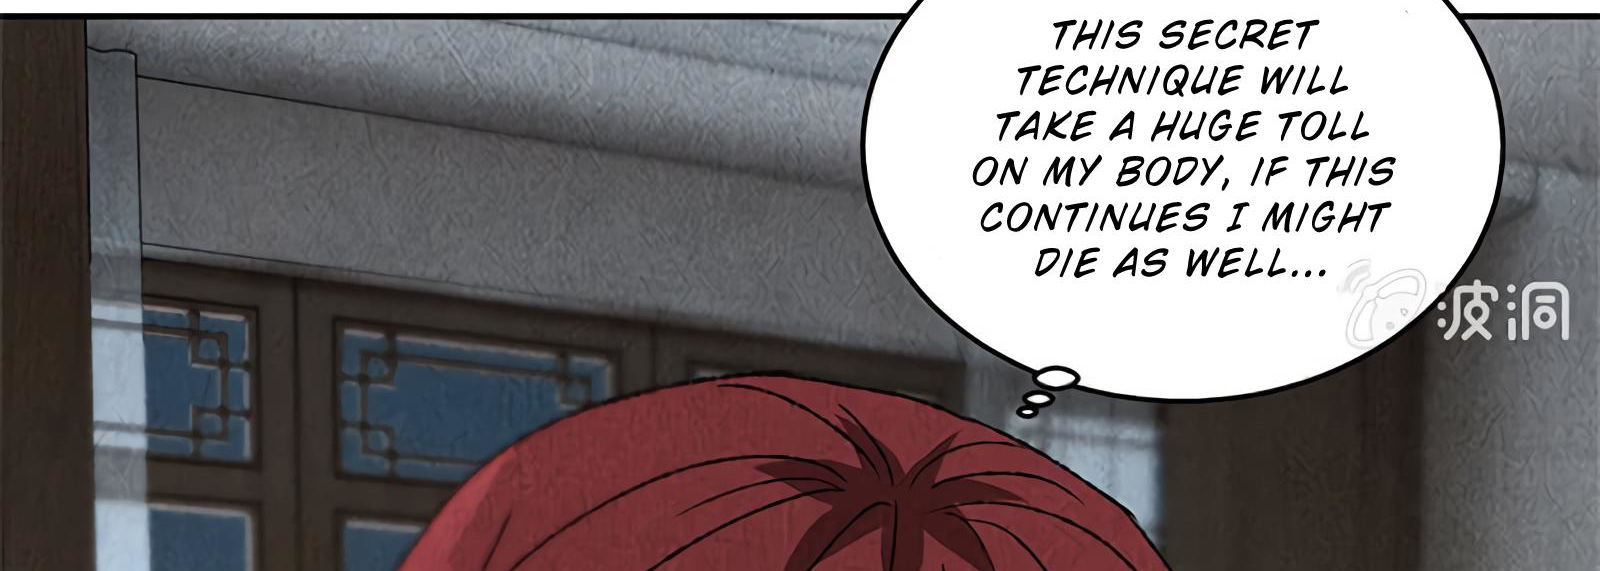 THIS SECRET
TECHNIQUE WILL
TAKE A HUGE TOLL
ON MY BODY, IF THIS
CONTINUES I MIGHT
DIE AS WELL...
波洞